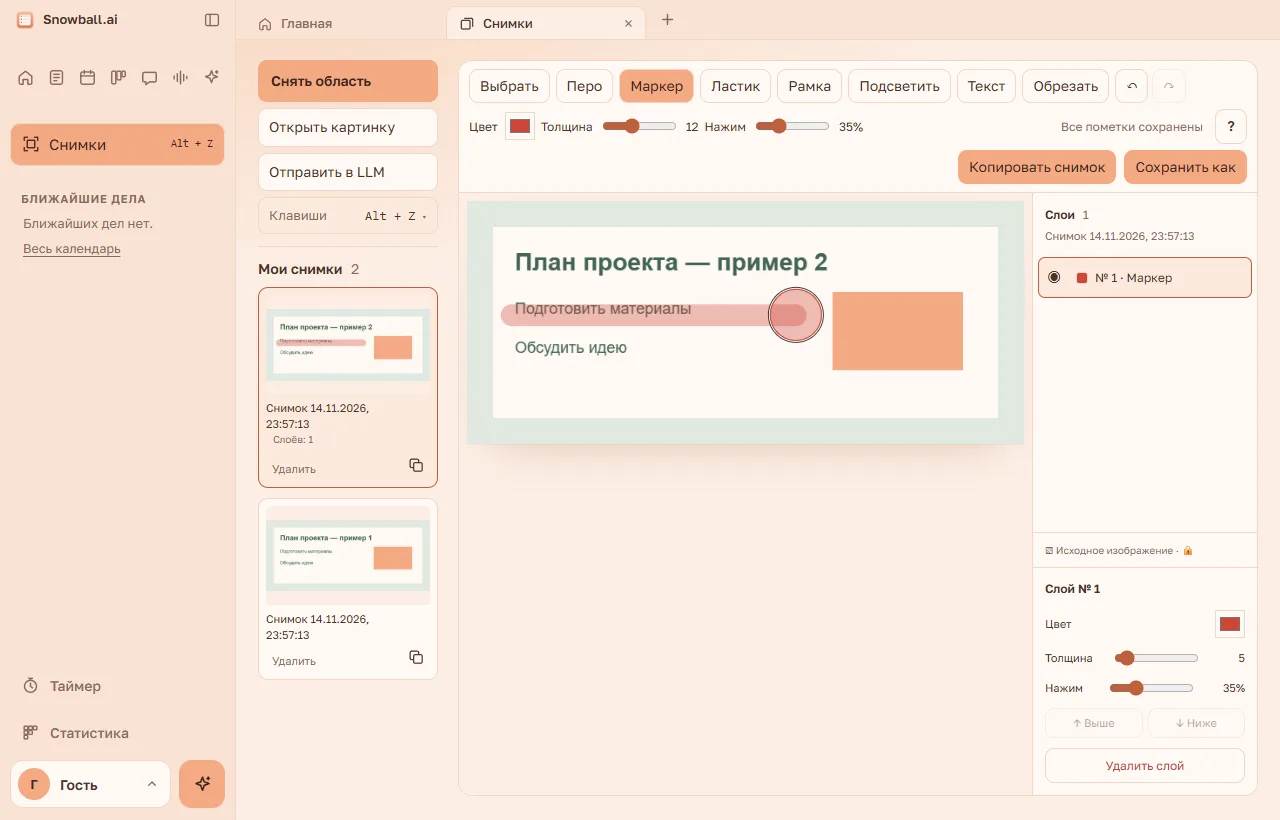 Snowball.ai
Главная
Снимки
Снимки Alt + Z
БЛИЖАЙШИЕ ДЕЛА
Ближайших дел нет.
Весь календарь
Таймер
Статистика
Г Гость
Снять область
Открыть картинку
Отправить в LLM
Клавиши Alt + Z
Мои снимки 2
План проекта — пример 2
Подготовить материалы
Обсудить идею
Снимок 14.11.2026,
23:57:13
Слоёв: 1
Удалить
План проекта — пример 1
Подготовить материалы
Обсудить идею
Снимок 14.11.2026,
23:57:13
Удалить
Выбрать Перо Маркер Ластик Рамка Подсветить Текст Обрезать
Цвет Толщина 12 Нажим 35% Все пометки сохранены ?
Копировать снимок Сохранить как
План проекта — пример 2
Подготовить материалы
Обсудить идею
Слои 1
Снимок 14.11.2026, 23:57:13
№ 1 · Маркер
Исходное изображение ·
Слой № 1
Цвет
Толщина 5
Нажим 35%
↑ Выше ↓ Ниже
Удалить слой